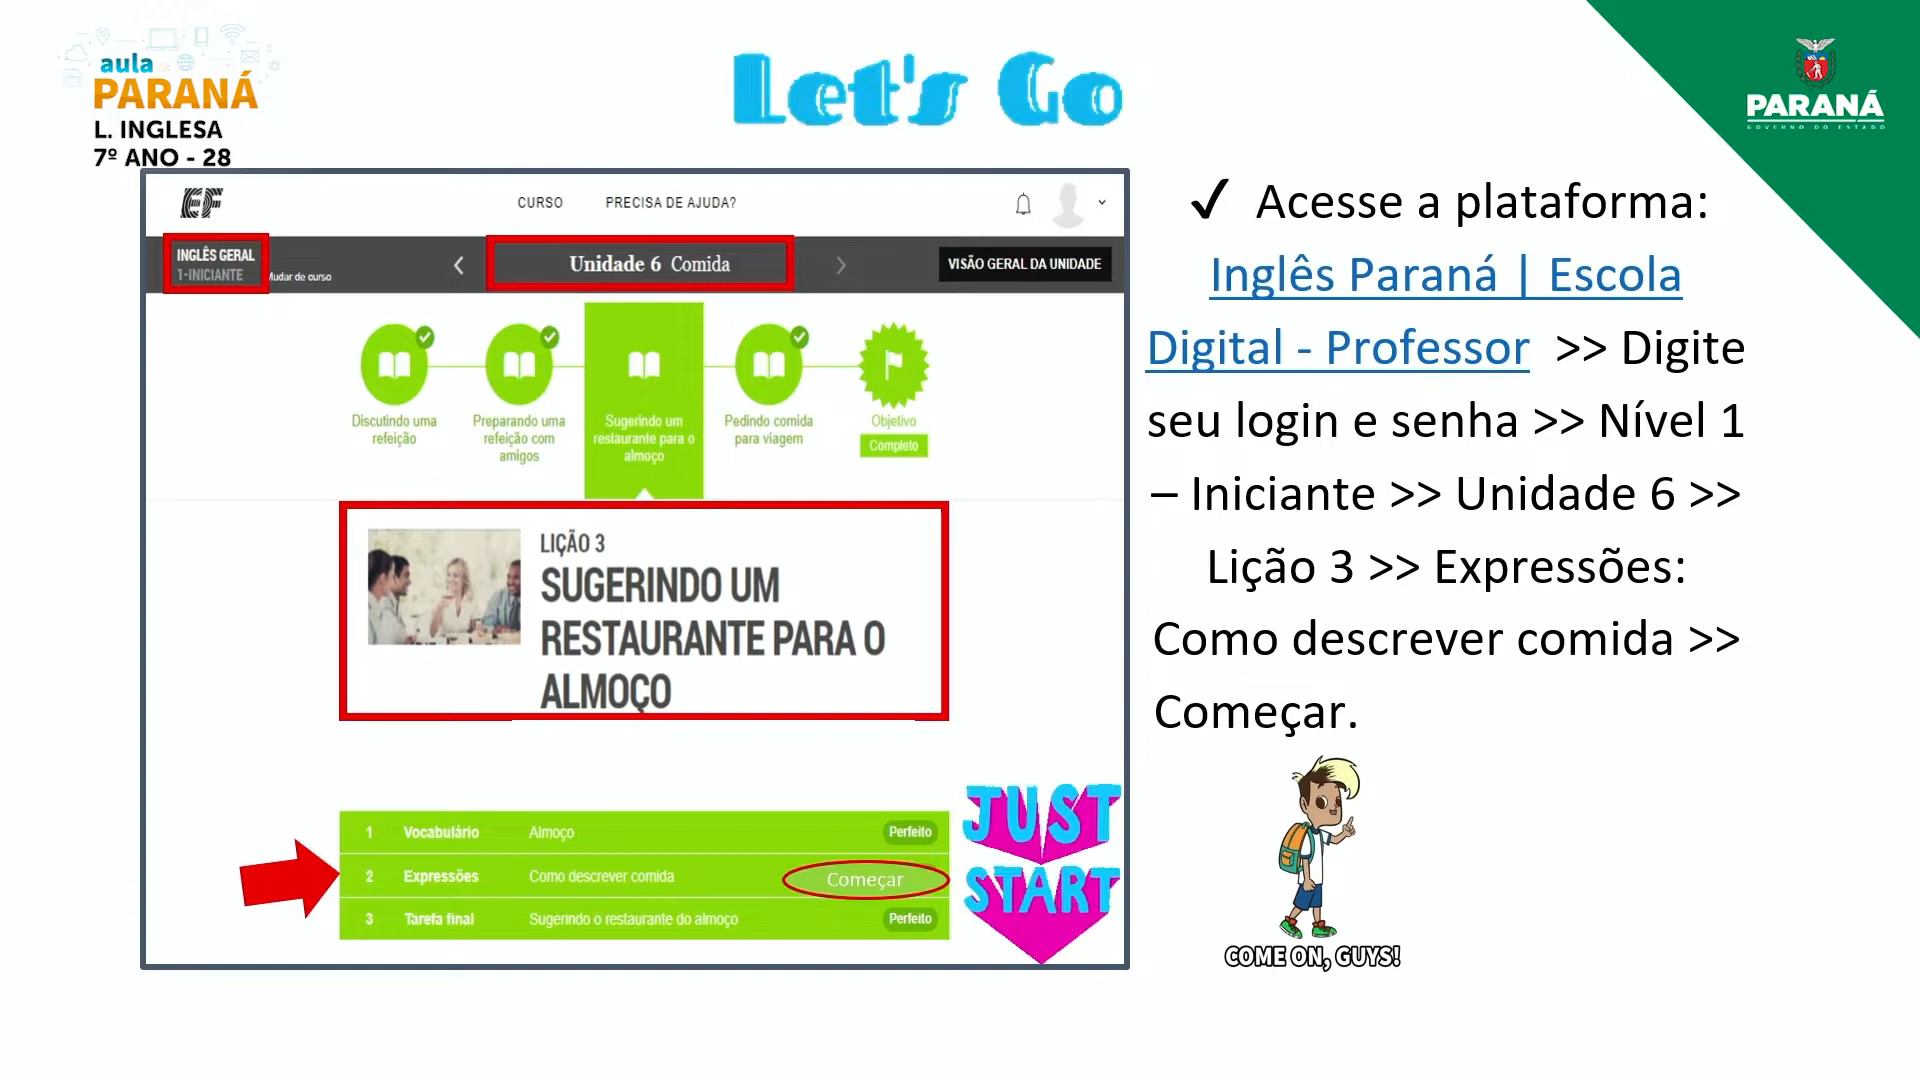 aula
PARANÁ
L. INGLESA
7º ANO - 28
Let's Go
PARANÁ
GOVERNO DO ESTADO
EF
CURSO
PRECISA DE AJUDA?
INGLÊS GERAL
1-INICIANTE
Mudar de curso
Unidade 6 Comida
VISÃO GERAL DA UNIDADE
Discutindo uma
refeição
Preparando uma
refeição com
amigos
Sugerindo um
restaurante para o
almoço
Pedindo comida
para viagem
Objetivo
Completo
LIÇÃO 3
SUGERINDO UM
RESTAURANTE PARA O
ALMOÇO
1 Vocabulário Almoço Perfeito
2 Expressões Como descrever comida Começar
3 Tarefa final Sugerindo o restaurante do almoço Perfeito
JUST
START
✓ Acesse a plataforma:
Inglês Paraná | Escola
Digital - Professor >> Digite
seu login e senha >> Nível 1
– Iniciante >> Unidade 6 >>
Lição 3 >> Expressões:
Como descrever comida >>
Começar.
COME ON, GUYS!